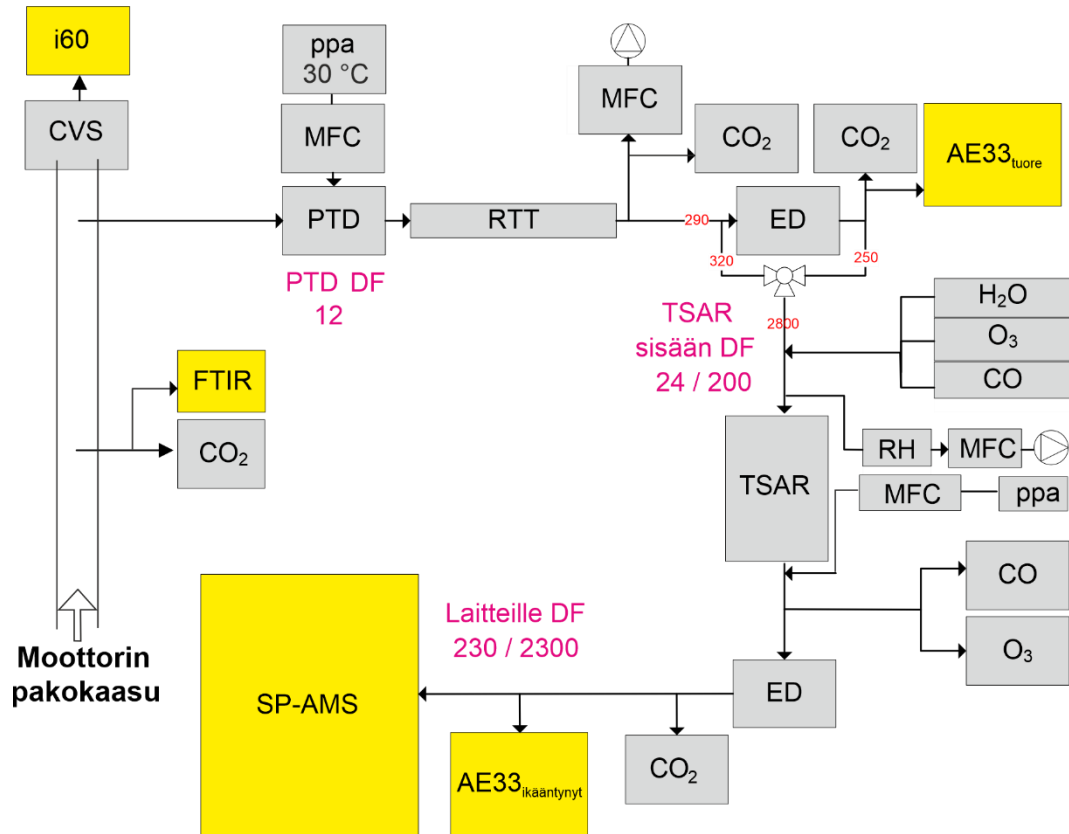 i60
CVS
ppa
30 °C
MFC
PTD
PTD DF
12
RTT
MFC
CO₂
CO₂
AE33tuore
290
ED
320
250
2800
TSAR
sisään DF
24 / 200
H₂O
O₃
CO
FTIR
CO₂
TSAR
RH
MFC
MFC
ppa
CO
O₃
Moottorin
pakokaasu
SP-AMS
Laitteille DF
230 / 2300
ED
AE33ikääntynyt
CO₂